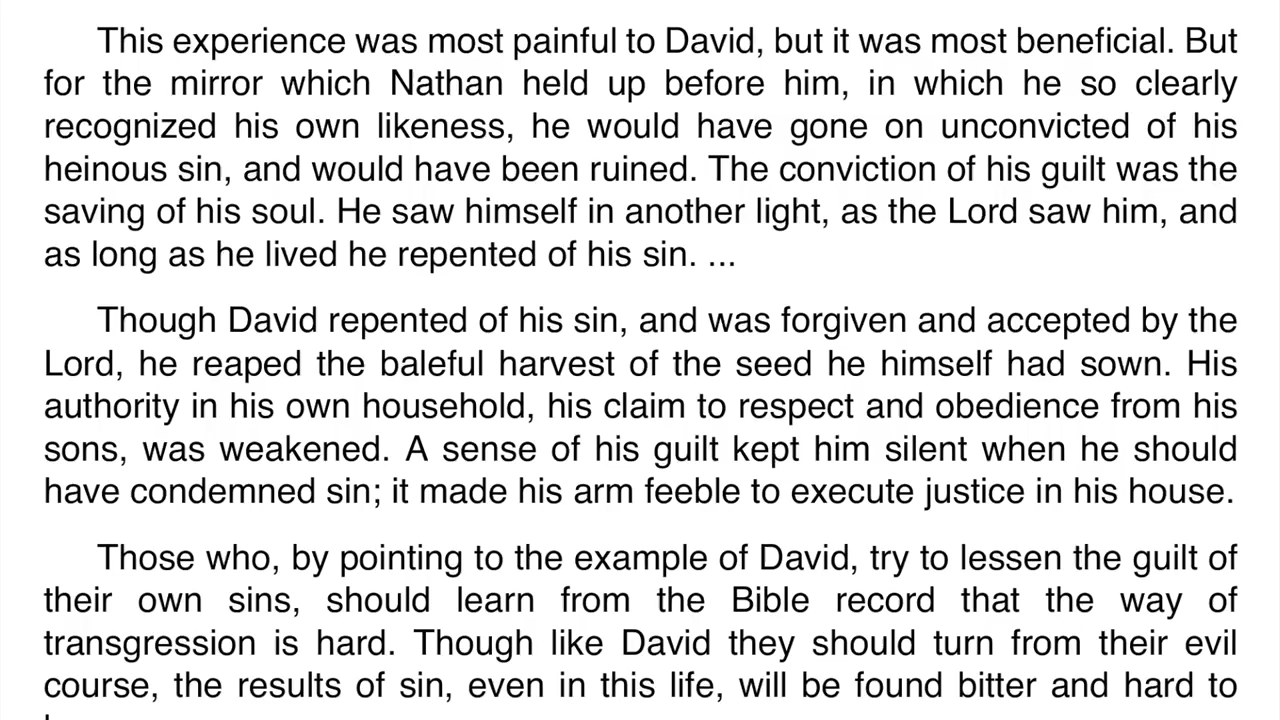 This experience was most painful to David, but it was most beneficial. But
for the mirror which Nathan held up before him, in which he so clearly
recognized his own likeness, he would have gone on unconvicted of his
heinous sin, and would have been ruined. The conviction of his guilt was the
saving of his soul. He saw himself in another light, as the Lord saw him, and
as long as he lived he repented of his sin. ...
Though David repented of his sin, and was forgiven and accepted by the
Lord, he reaped the baleful harvest of the seed he himself had sown. His
authority in his own household, his claim to respect and obedience from his
sons, was weakened. A sense of his guilt kept him silent when he should
have condemned sin; it made his arm feeble to execute justice in his house.
Those who, by pointing to the example of David, try to lessen the guilt of
their own sins, should learn from the Bible record that the way of
transgression is hard. Though like David they should turn from their evil
course, the results of sin, even in this life, will be found bitter and hard to